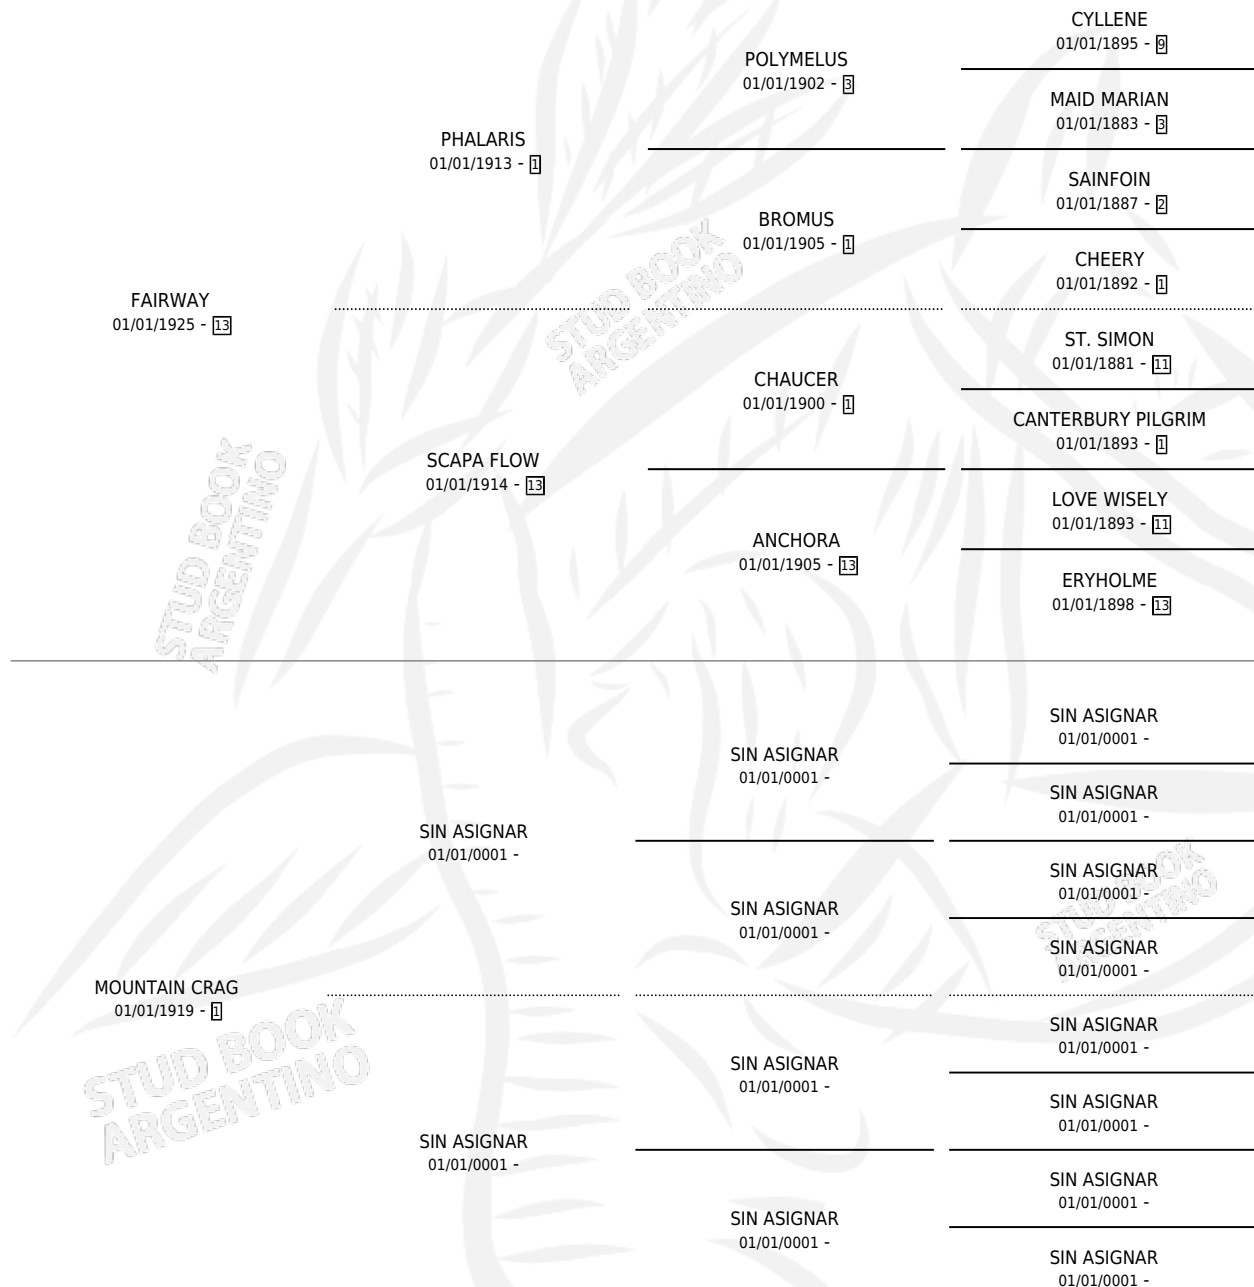 CYLLENE
01/01/1895 - 9
POLYMELUS
01/01/1902 - 3
MAID MARIAN
01/01/1883 - 3
PHALARIS
01/01/1913 - 1
SAINFOIN
01/01/1887 - 2
BROMUS
01/01/1905 - 1
CHEERY
01/01/1892 - 1
FAIRWAY
01/01/1925 - 13
ST. SIMON
01/01/1881 - 11
CHAUCER
01/01/1900 - 1
CANTERBURY PILGRIM
01/01/1893 - 1
SCAPA FLOW
01/01/1914 - 13
LOVE WISELY
01/01/1893 - 11
ANCHORA
01/01/1905 - 13
ERYHOLME
01/01/1898 - 13
STUD BOOK
ARGENTINO
STUD BOOK
ARGENTINO
SIN ASIGNAR
01/01/0001 -
SIN ASIGNAR
01/01/0001 -
SIN ASIGNAR
01/01/0001 -
SIN ASIGNAR
01/01/0001 -
SIN ASIGNAR
01/01/0001 -
SIN ASIGNAR
01/01/0001 -
SIN ASIGNAR
01/01/0001 -
MOUNTAIN CRAG
01/01/1919 - 1
SIN ASIGNAR
01/01/0001 -
SIN ASIGNAR
01/01/0001 -
SIN ASIGNAR
01/01/0001 -
SIN ASIGNAR
01/01/0001 -
SIN ASIGNAR
01/01/0001 -
SIN ASIGNAR
01/01/0001 -
SIN ASIGNAR
01/01/0001 -
STUD BOOK
ARGENTINO
STUD BOOK
ARGENTINO